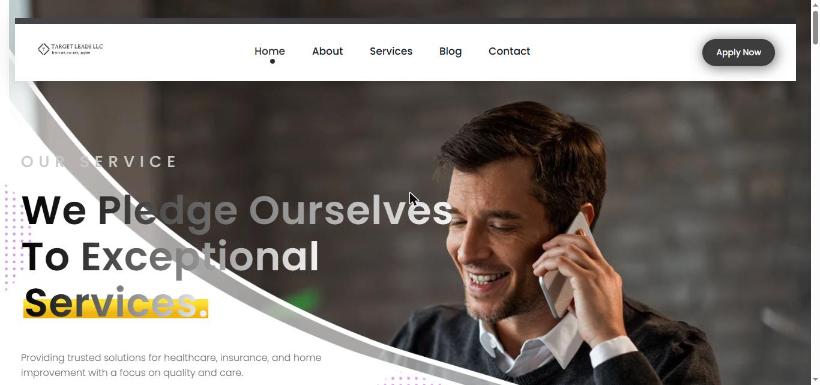 TARGET LEADS LLC
Home
About
Services
Blog
Contact
Apply Now
OUR SERVICE
We Pledge Ourselves
To Exceptional
Services.
Providing trusted solutions for healthcare, insurance, and home
improvement with a focus on quality and care.